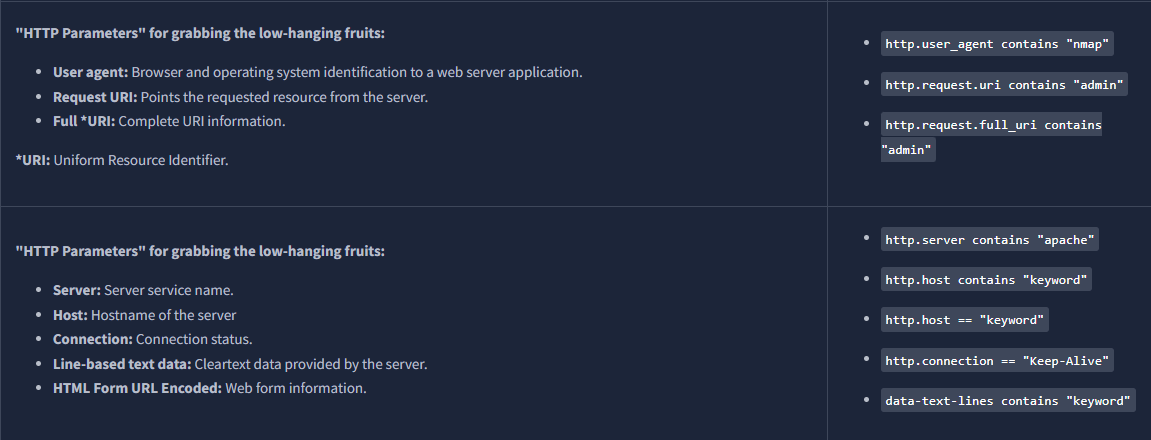 "HTTP Parameters" for grabbing the low-hanging fruits:
User agent: Browser and operating system identification to a web server application.
Request URI: Points the requested resource from the server.
Full *URI: Complete URI information.
*URI: Uniform Resource Identifier.
http.user_agent contains "nmap"
http.request.uri contains "admin"
http.request.full_uri contains
"admin"
"HTTP Parameters" for grabbing the low-hanging fruits:
Server: Server service name.
Host: Hostname of the server
Connection: Connection status.
Line-based text data: Cleartext data provided by the server.
HTML Form URL Encoded: Web form information.
http.server contains "apache"
http.host contains "keyword"
http.host == "keyword"
http.connection == "Keep-Alive"
data-text-lines contains "keyword"